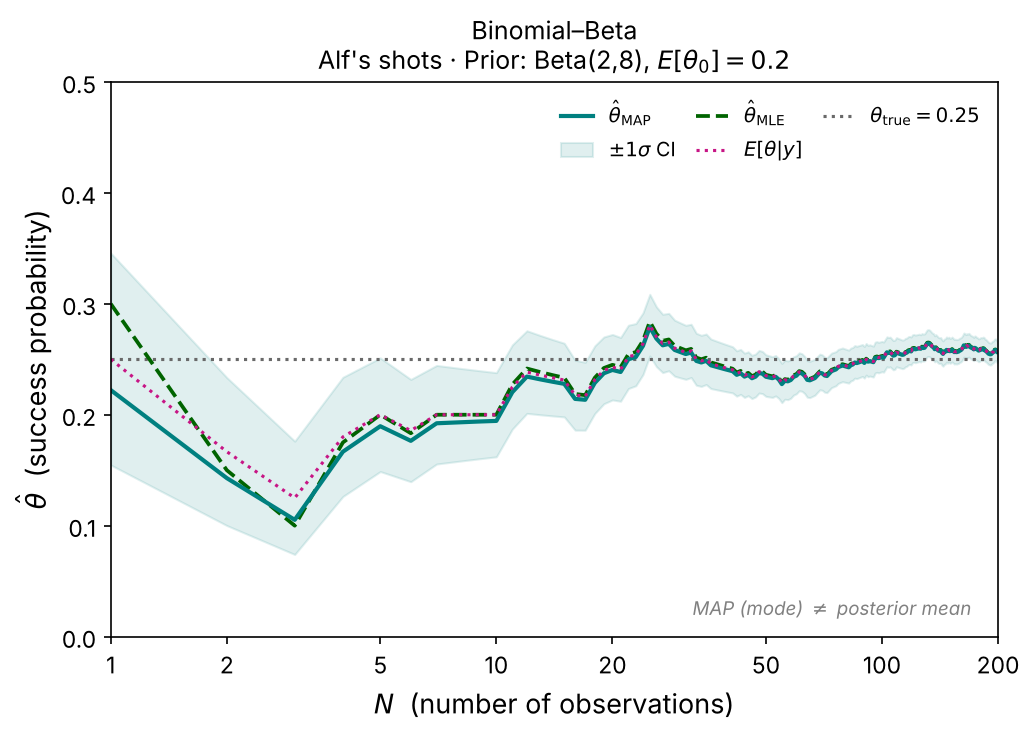 Binomial–Beta
Alf's shots · Prior: Beta(2,8), E[θ₀] = 0.2
θ̂_MAP
±1σ CI
θ̂_MLE
E[θ|y]
θ_true = 0.25
0.5
0.4
0.3
0.2
0.1
0.0
θ̂ (success probability)
MAP (mode) ≠ posterior mean
1 2 5 10 20 50 100 200
N (number of observations)